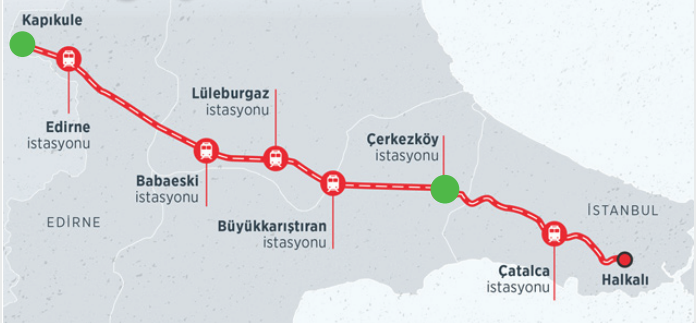 Kapıkule
Edirne
istasyonu
Lüleburgaz
istasyonu
Babaeski
istasyonu
Çerkezköy
istasyonu
Büyükkarıştıran
istasyonu
EDİRNE
İSTANBUL
Çatalca
istasyonu
Halkalı